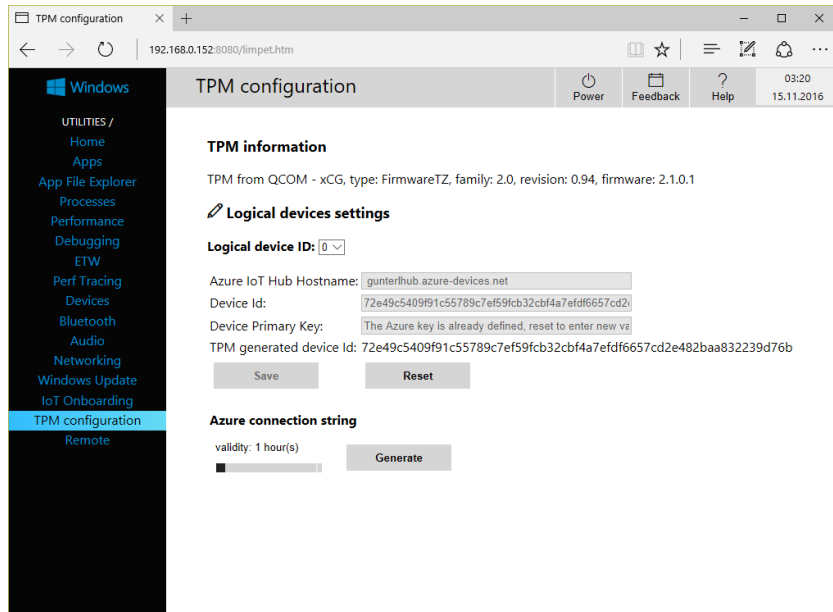 TPM configuration
192.168.0.152:8080/limpet.htm
Windows
TPM configuration
Power
Feedback
?
Help
03:20
15.11.2016
UTILITIES /
Home
Apps
App File Explorer
Processes
Performance
Debugging
ETW
Perf Tracing
Devices
Bluetooth
Audio
Networking
Windows Update
IoT Onboarding
TPM configuration
Remote
TPM information
TPM from QCOM - xCG, type: FirmwareTZ, family: 2.0, revision: 0.94, firmware: 2.1.0.1
Logical devices settings
Logical device ID: 0
Azure IoT Hub Hostname: gunterlhub.azure-devices.net
Device Id: 72e49c5409f91c55789c7ef59fcb32cbf4a7efdf6657cd2
Device Primary Key: The Azure key is already defined, reset to enter new va
TPM generated device Id: 72e49c5409f91c55789c7ef59fcb32cbf4a7efdf6657cd2e482baa832239d76b
Save Reset
Azure connection string
validity: 1 hour(s)
Generate